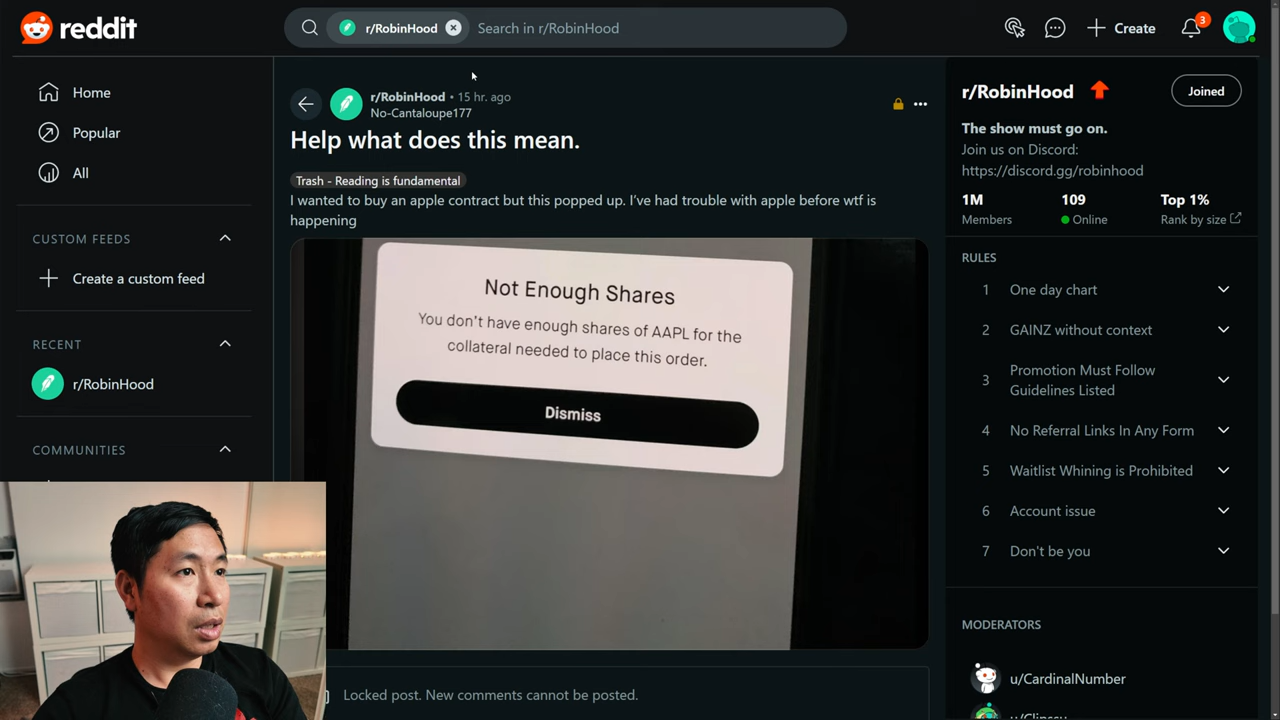 reddit
r/RobinHood
Search in r/RobinHood
Create
3
Home
Popular
All
CUSTOM FEEDS
Create a custom feed
RECENT
r/RobinHood
COMMUNITIES
r/RobinHood • 15 hr. ago
No-Cantaloupe177
Help what does this mean.
Trash - Reading is fundamental
I wanted to buy an apple contract but this popped up. I've had trouble with apple before wtf is
happening
Not Enough Shares
You don't have enough shares of AAPL for the
collateral needed to place this order.
Dismiss
Locked post. New comments cannot be posted.
r/RobinHood
Joined
The show must go on.
Join us on Discord:
https://discord.gg/robinhood
1M 109 Top 1%
Members Online Rank by size
RULES
1 One day chart
2 GAINZ without context
3 Promotion Must Follow
Guidelines Listed
4 No Referral Links In Any Form
5 Waitlist Whining is Prohibited
6 Account issue
7 Don't be you
MODERATORS
u/CardinalNumber